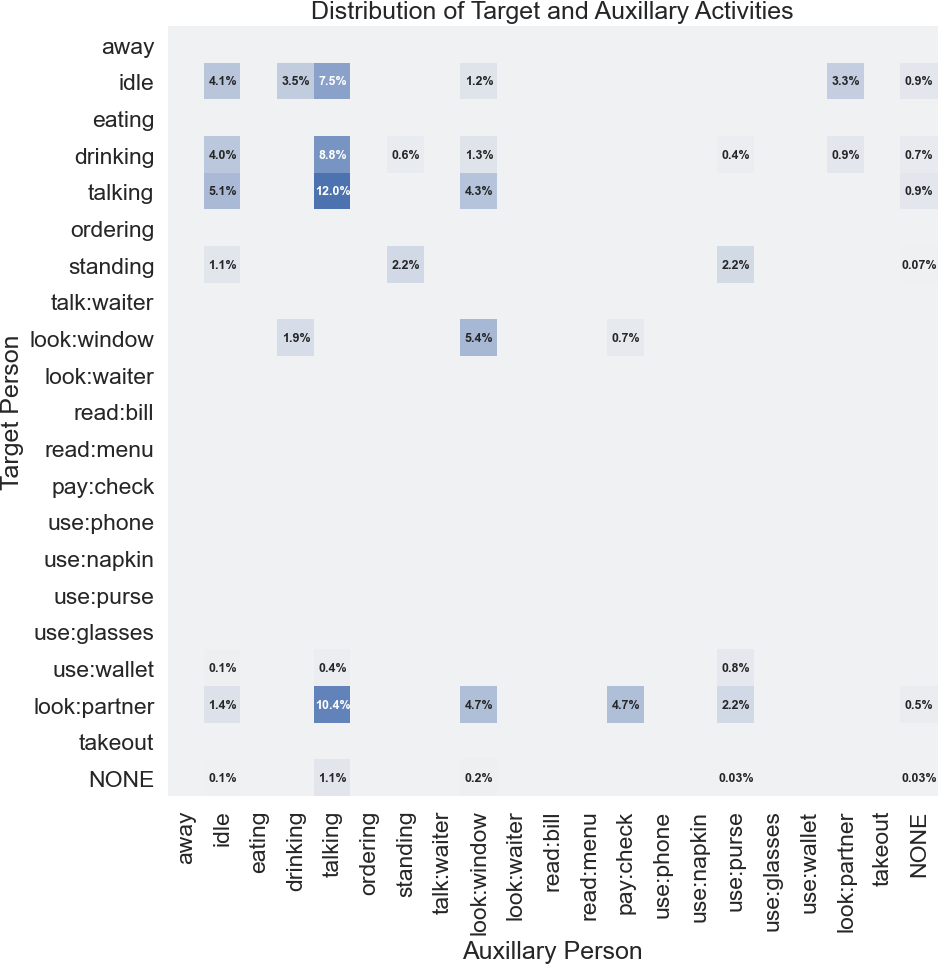 Distribution of Target and Auxillary Activities
away
idle 4.1% 3.5% 7.5% 1.2% 3.3% 0.9%
eating
drinking 4.0% 8.8% 0.6% 1.3% 0.4% 0.9% 0.7%
talking 5.1% 12.0% 4.3% 0.9%
ordering
standing 1.1% 2.2% 2.2% 0.07%
talk:waiter
look:window 1.9% 5.4% 0.7%
look:waiter
read:bill
read:menu
pay:check
use:phone
use:napkin
use:purse
use:glasses
use:wallet 0.1% 0.4% 0.8%
look:partner 1.4% 10.4% 4.7% 4.7% 2.2% 0.5%
takeout
NONE 0.1% 1.1% 0.2% 0.03% 0.03%
Target Person
away
idle
eating
drinking
talking
ordering
standing
talk:waiter
look:window
look:waiter
read:bill
read:menu
pay:check
use:phone
use:napkin
use:purse
use:glasses
use:wallet
look:partner
takeout
NONE
Auxillary Person